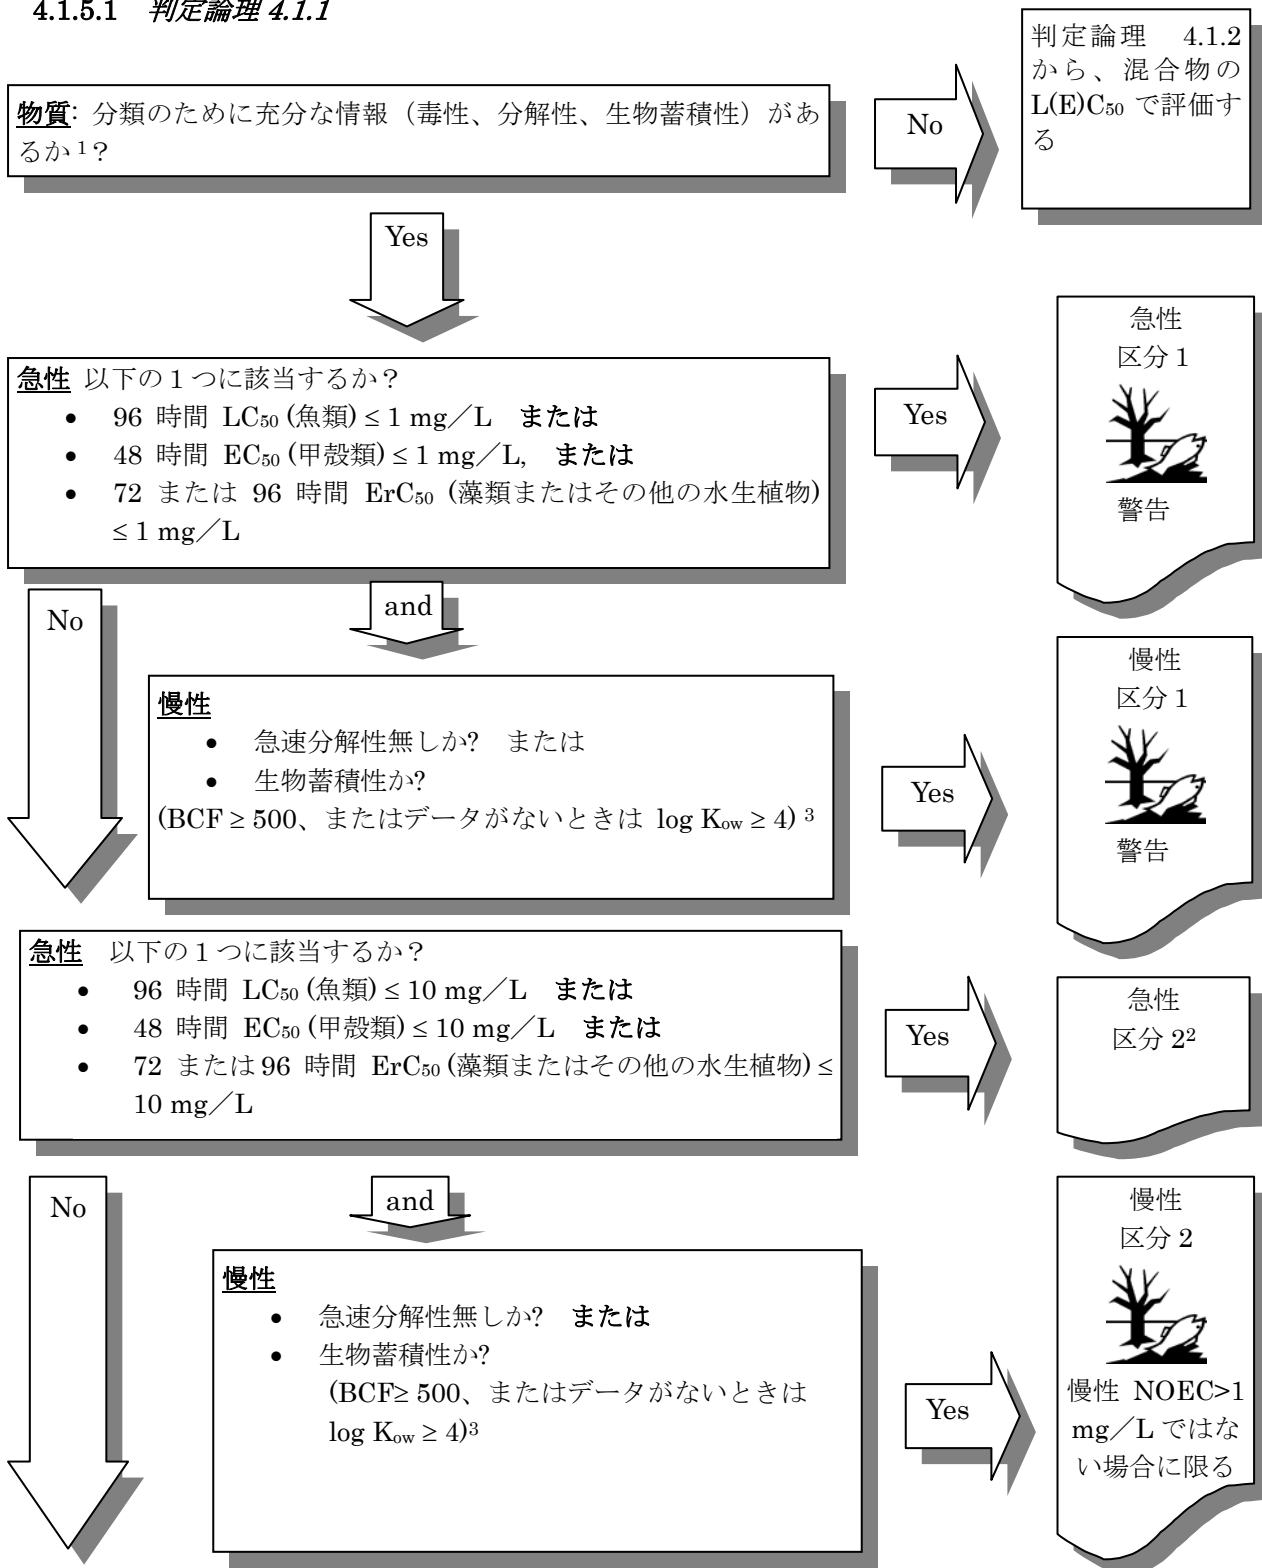 4.1.5.1 判定論理 4.1.1
判定論理 4.1.2
から、混合物の
L(E)C50 で評価す
る
物質: 分類のために充分な情報（毒性、分解性、生物蓄積性）があ
るか 1?
No
Yes
急性
区分 1
警告
急性 以下の１つに該当するか？
• 96 時間 LC50 (魚類) ≤ 1 mg／L または
• 48 時間 EC50 (甲殻類) ≤ 1 mg／L, または
• 72 または 96 時間 ErC50 (藻類またはその他の水生植物)
≤ 1 mg／L
Yes
No
and
慢性
区分 1
警告
慢性
• 急速分解性無しか? または
• 生物蓄積性か?
(BCF ≥ 500、またはデータがないときは log Kow ≥ 4) 3
Yes
急性 以下の１つに該当するか？
• 96 時間 LC50 (魚類) ≤ 10 mg／L または
• 48 時間 EC50 (甲殻類) ≤ 10 mg／L または
• 72 または 96 時間 ErC50 (藻類またはその他の水生植物) ≤
10 mg／L
Yes
急性
区分 22
No
and
慢性
区分 2
慢性 NOEC>1
mg／L ではな
い場合に限る
慢性
• 急速分解性無しか? または
• 生物蓄積性か?
(BCF≥ 500、またはデータがないときは
log Kow ≥ 4)3
Yes